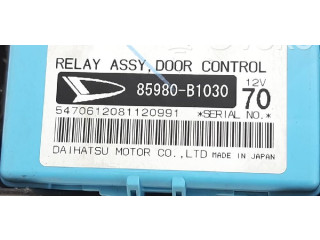 RELAY ASSY, DOOR CONTROL
85980-B1030
12V
70
5470612081120991 *SERIAL NO.*
DAIHATSU MOTOR CO.,LTD MADE IN JAPAN